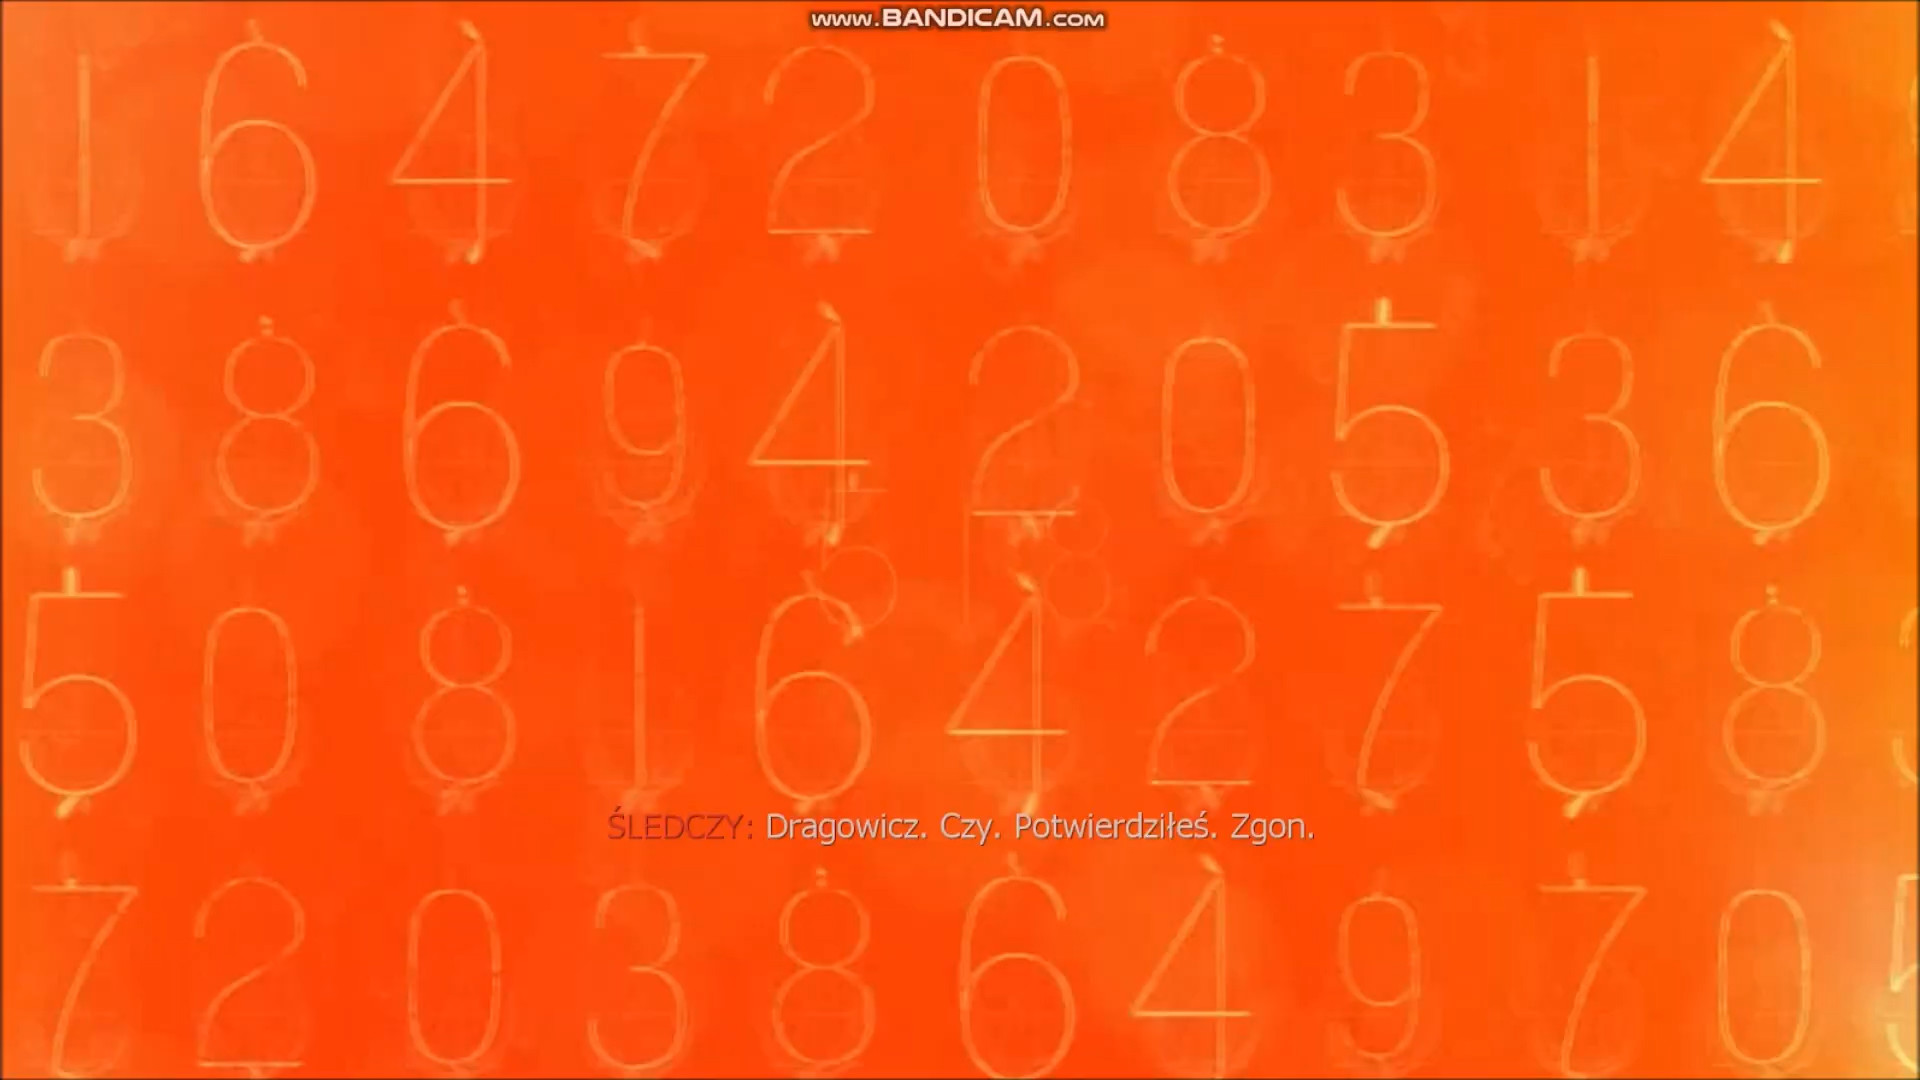 www.BANDICAM.com
1 6 4 7 2 0 8 3 1 4
3 8 6 9 4 2 0 5 3 6
5 0 8 1 6 4 2 7 5 8
ŚLEDCZY: Dragowicz. Czy. Potwierdziłeś. Zgon.
7 2 0 3 8 6 4 9 7 0 5